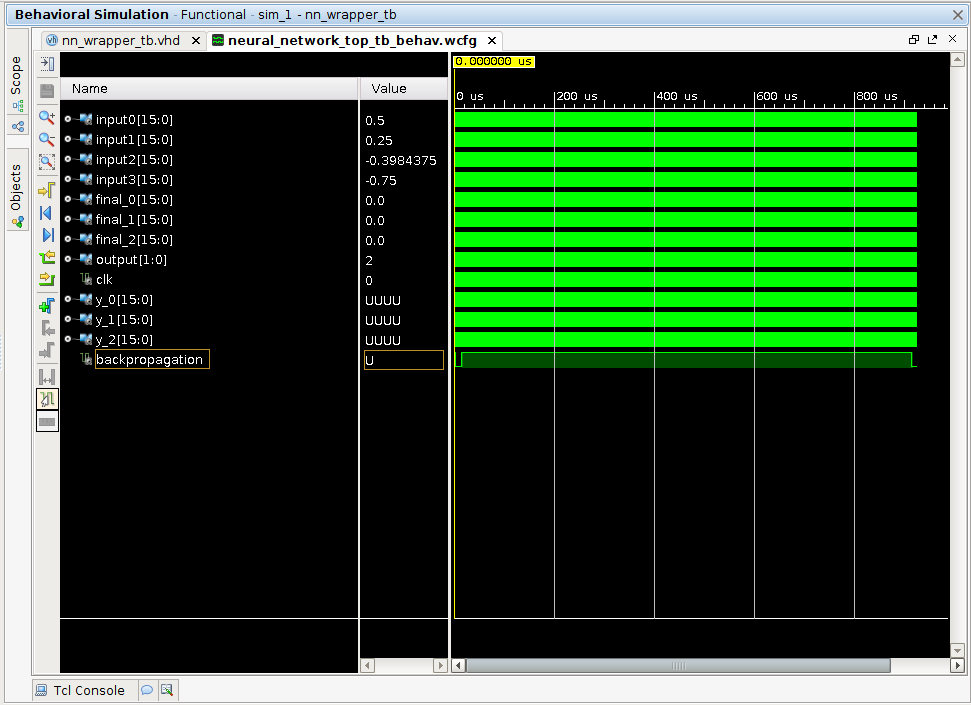 Behavioral Simulation - Functional - sim_1 - nn_wrapper_tb
nn_wrapper_tb.vhd neural_network_top_tb_behav.wcfg
Scope
Objects
0.000000 us
Name Value
0 us 200 us 400 us 600 us 800 us
input0[15:0] 0.5
input1[15:0] 0.25
input2[15:0] -0.3984375
input3[15:0] -0.75
final_0[15:0] 0.0
final_1[15:0] 0.0
final_2[15:0] 0.0
output[1:0] 2
clk 0
y_0[15:0] UUUU
y_1[15:0] UUUU
y_2[15:0] UUUU
backpropagation U
Tcl Console